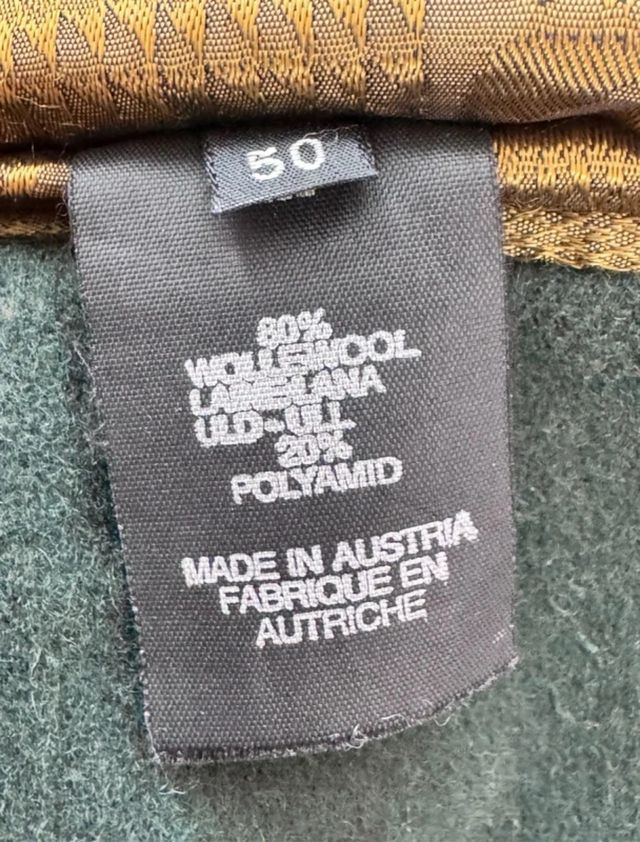 50
80%
WOLLE-WOOL
LAINE-LANA
ULD-ULL
20%
POLYAMID
MADE IN AUSTRIA
FABRIQUE EN
AUTRICHE